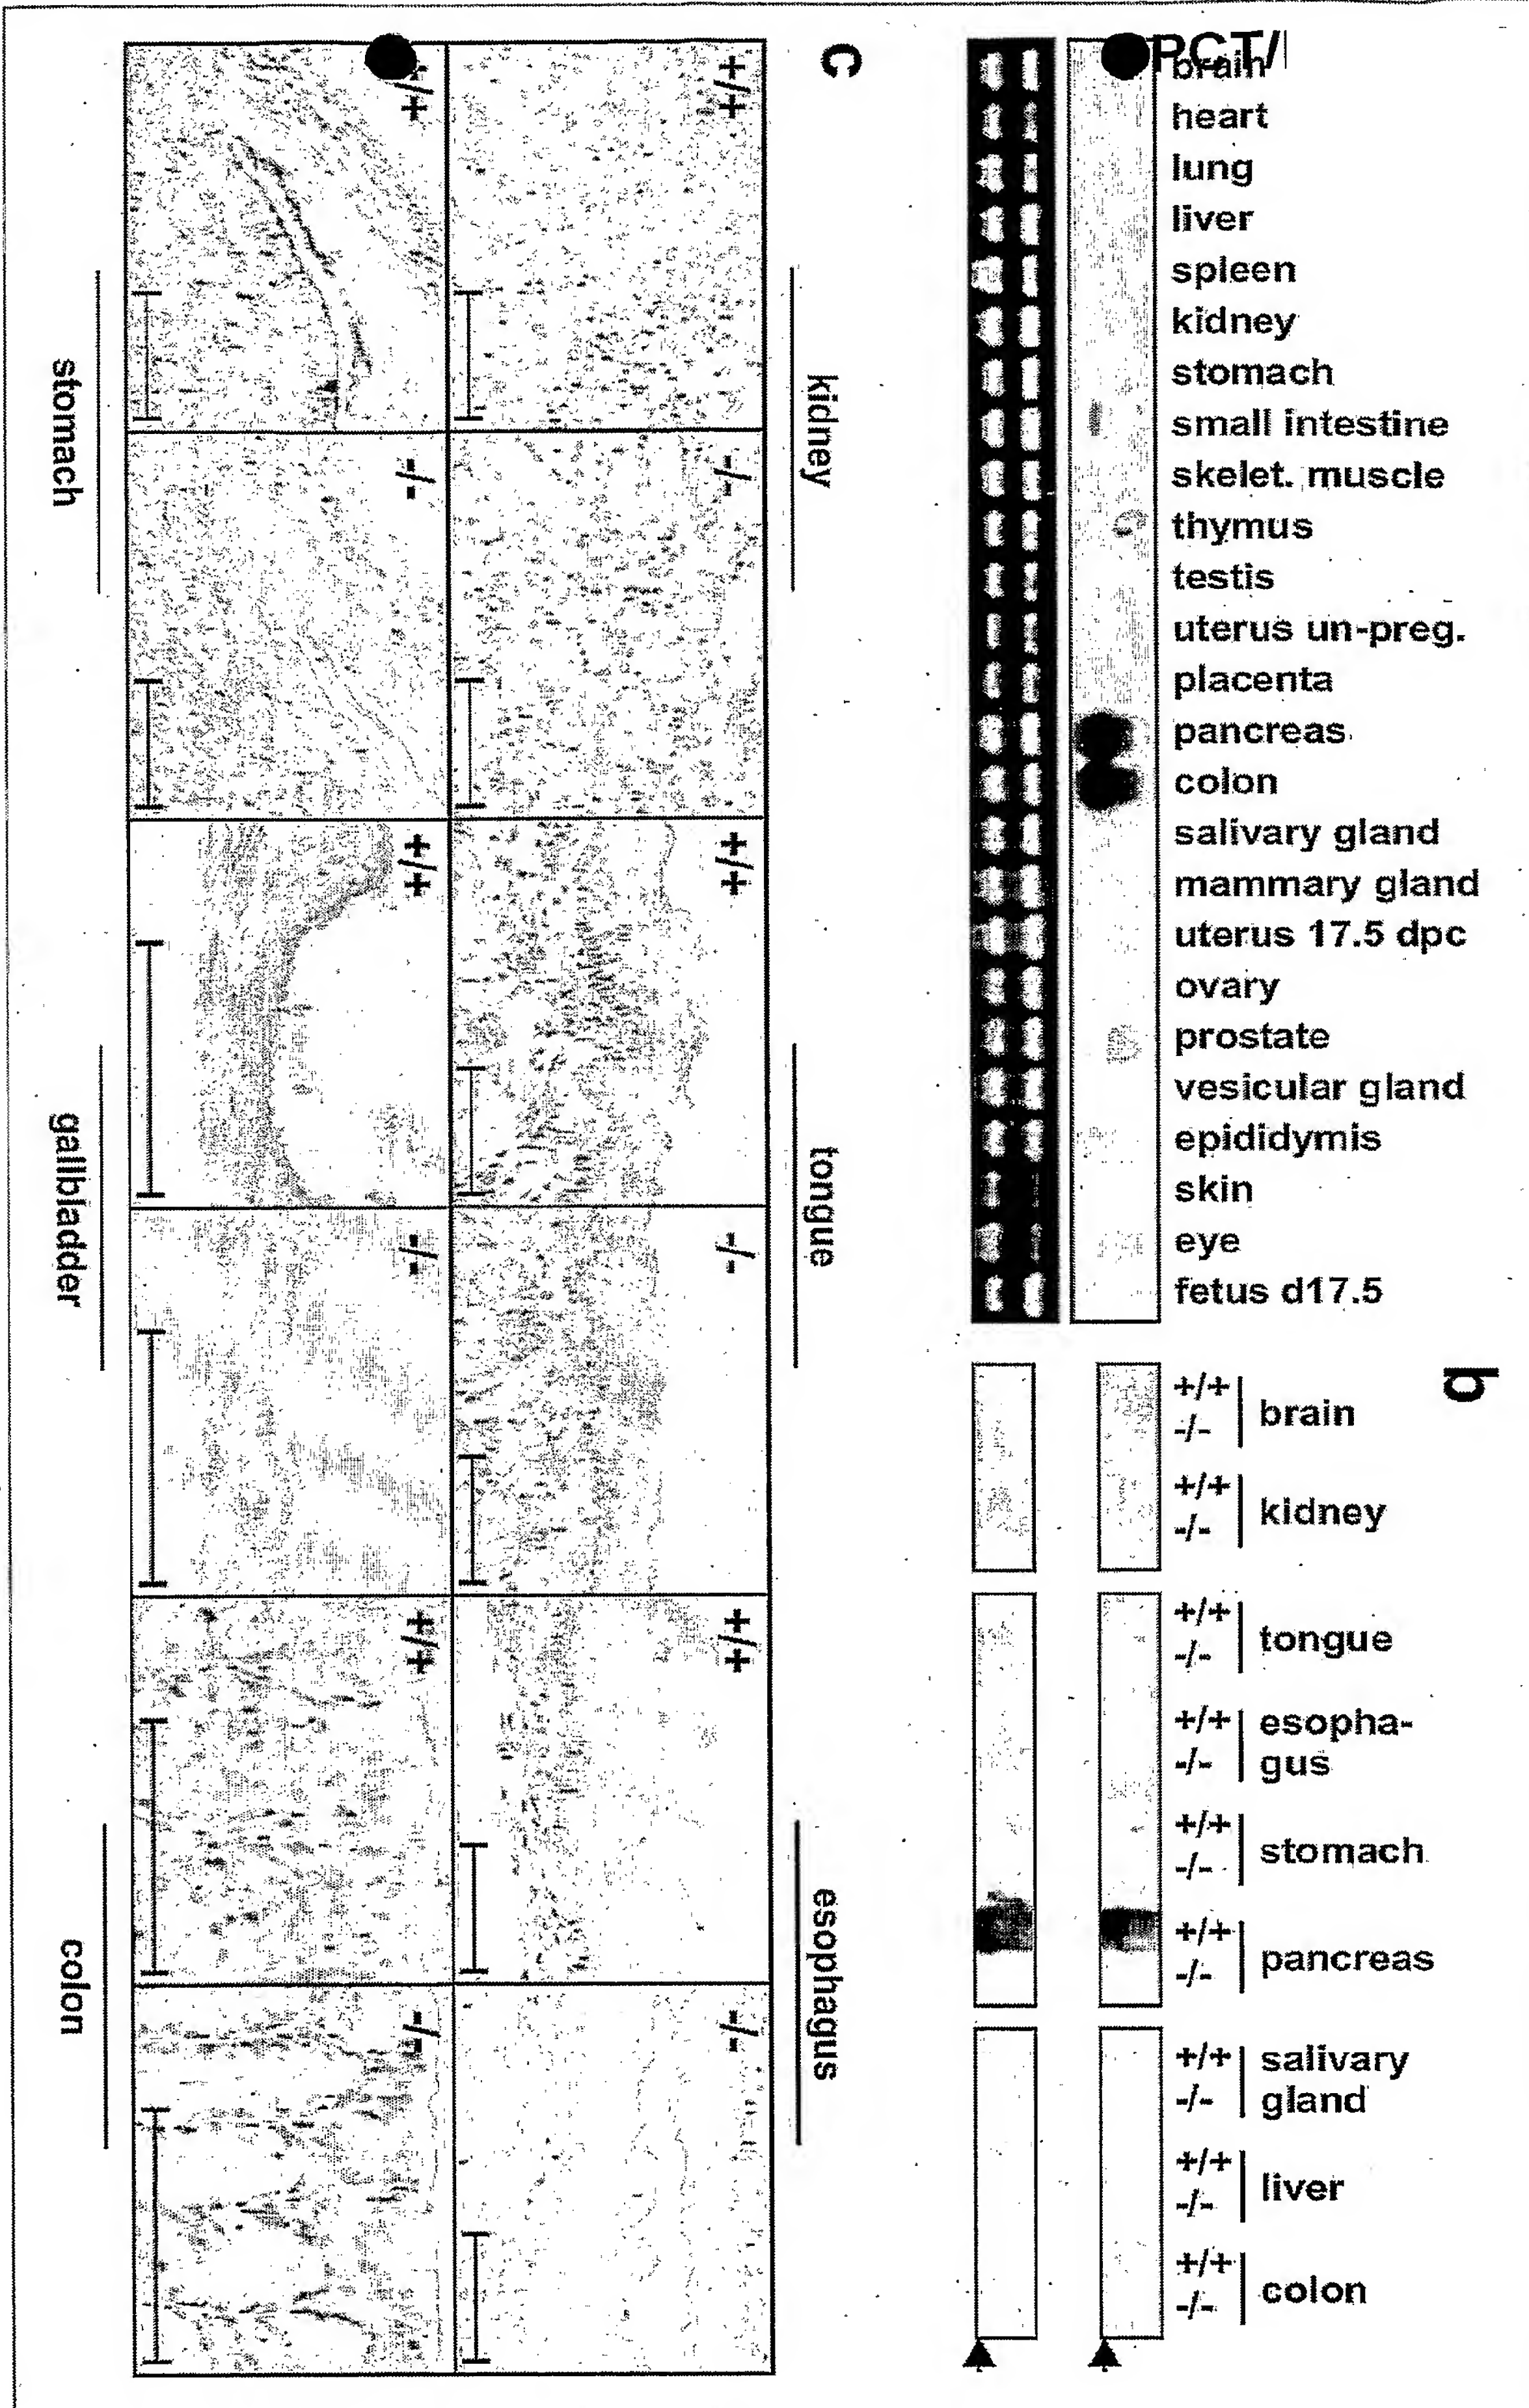 PCT/
brain
heart
lung
liver
spleen
kidney
stomach
small intestine
skelet. muscle
thymus
testis
uterus un-preg.
placenta
pancreas
colon
salivary gland
mammary gland
uterus 17.5 dpc
ovary
prostate
vesicular gland
epididymis
skin
eye
fetus d17.5
b
+/+
-/-
brain
+/+
-/-
kidney
+/+
-/-
tongue
+/+
-/-
esopha-
gus
+/+
-/-
stomach
+/+
-/-
pancreas
+/+
-/-
salivary
gland
+/+
-/-
liver
+/+
-/-
colon
c
kidney
tongue
esophagus
+/+
-/-
+/+
-/-
+/+
-/-
+/+
-/-
+/+
-/-
+/+
-/-
stomach
gallbladder
colon